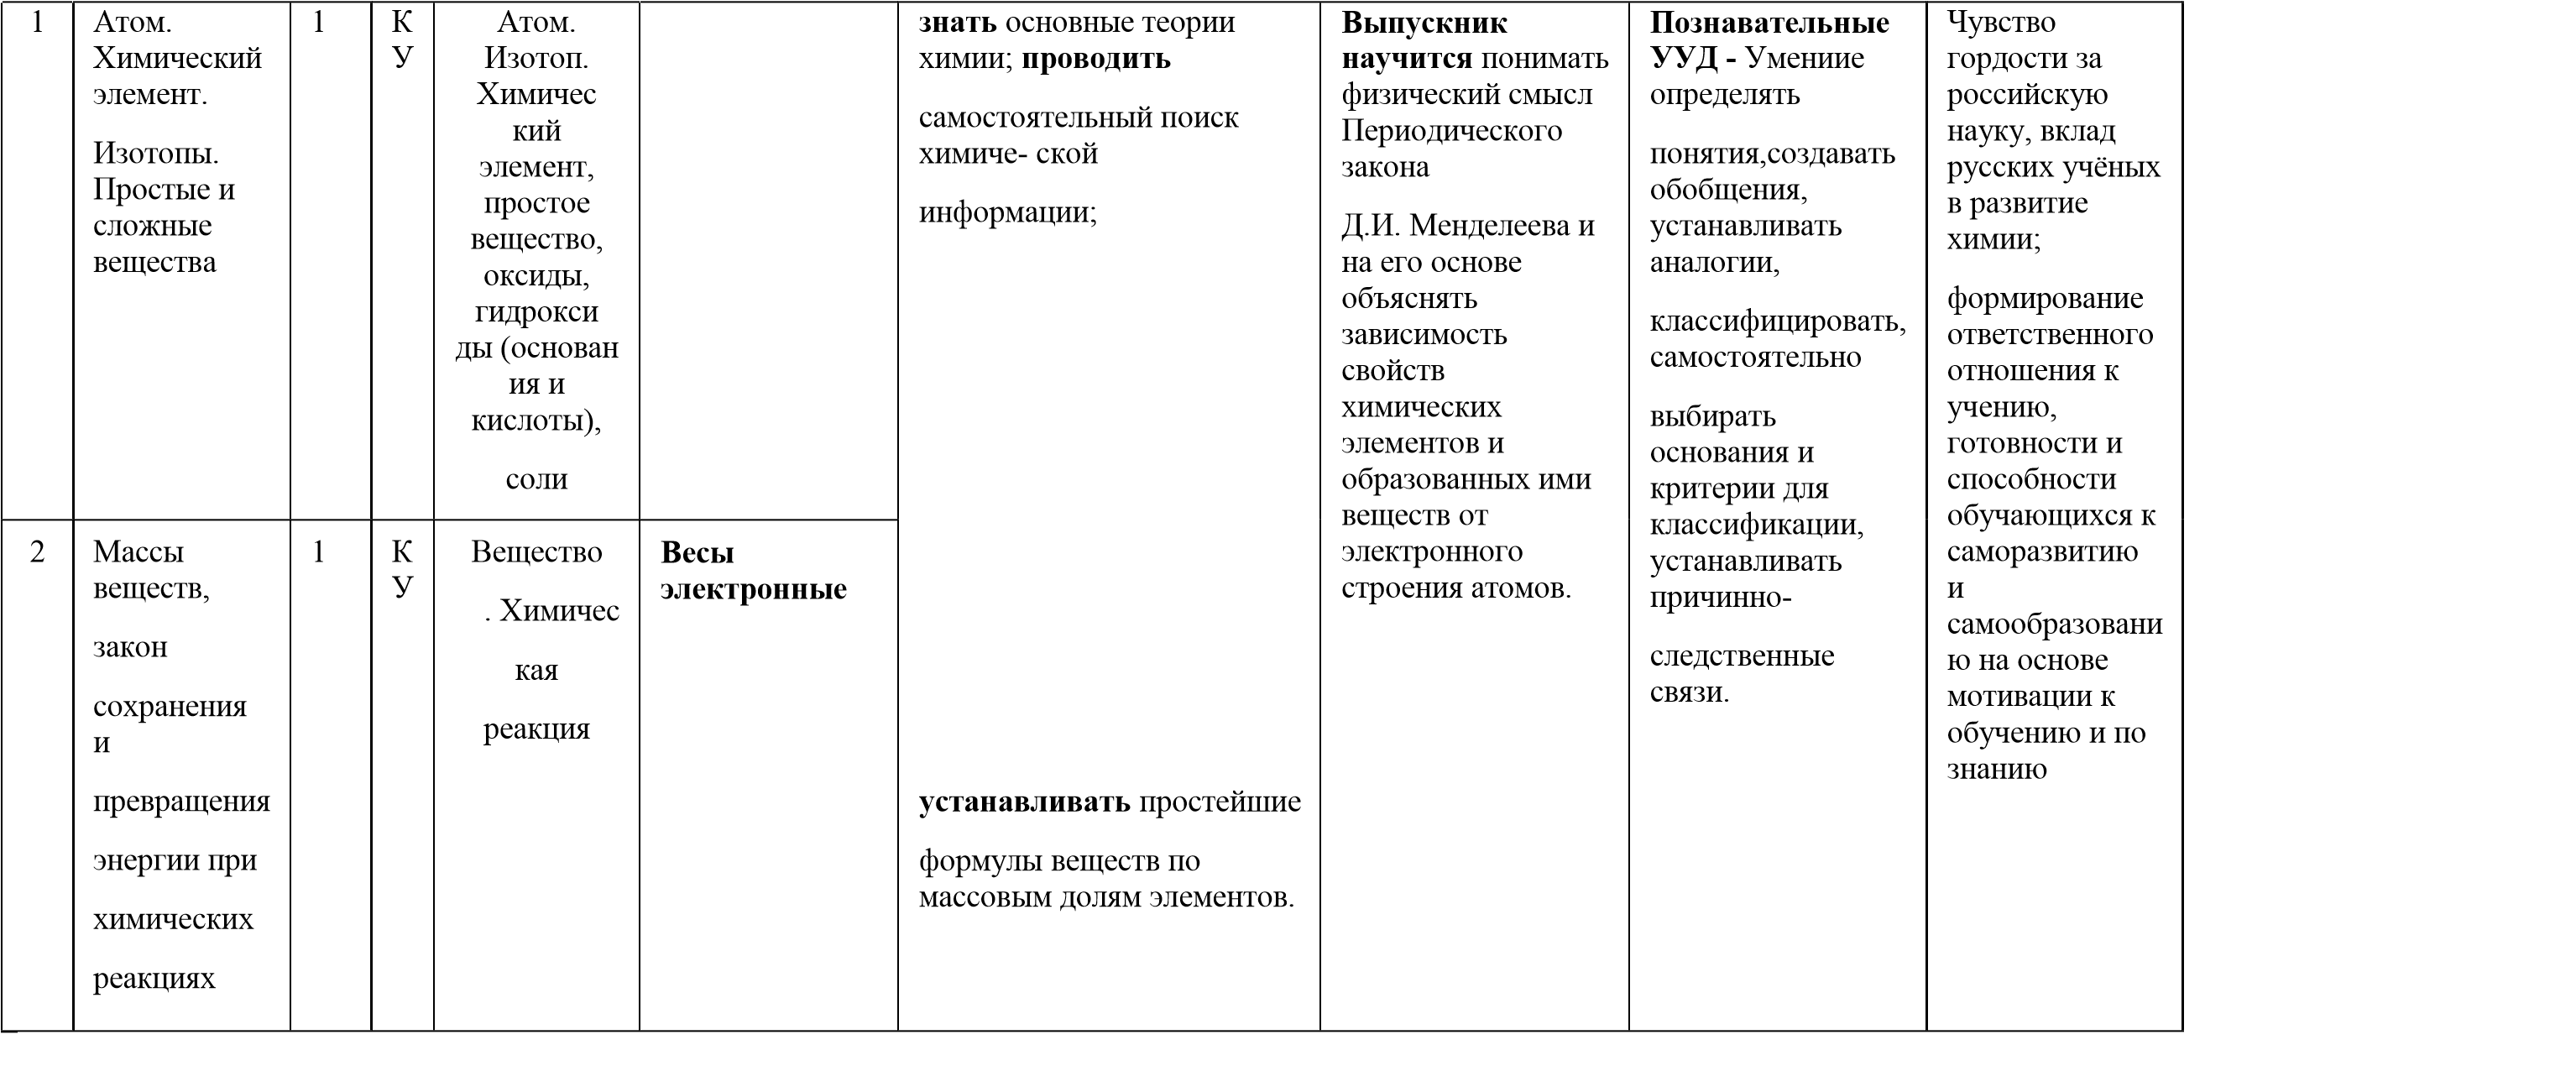 1
Атом.
Химический
элемент.
Изотопы.
Простые и
сложные
вещества
1
К
У
Атом.
Изотоп.
Химичес
кий
элемент,
простое
вещество,
оксиды,
гидрокси
ды (основан
ия и
кислоты),
соли
знать основные теории
химии; проводить
самостоятельный поиск
химиче- ской
информации;
устанавливать простейшие
формулы веществ по
массовым долям элементов.
Выпускник
научится понимать
физический смысл
Периодического
закона
Д.И. Менделеева и
на его основе
объяснять
зависимость
свойств
химических
элементов и
образованных ими
веществ от
электронного
строения атомов.
Познавательные
УУД - Умениие
определять
понятия,создавать
обобщения,
устанавливать
аналогии,
классифицировать,
самостоятельно
выбирать
основания и
критерии для
классификации,
устанавливать
причинно-
следственные
связи.
Чувство
гордости за
российскую
науку, вклад
русских учёных
в развитие
химии;
формирование
ответственного
отношения к
учению,
готовности и
способности
обучающихся к
саморазвитию
и
самообразовани
ю на основе
мотивации к
обучению и по
знанию
2
Массы
веществ,
закон
сохранения
и
превращения
энергии при
химических
реакциях
1
К
У
Вещество
. Химичес
кая
реакция
Весы
электронные